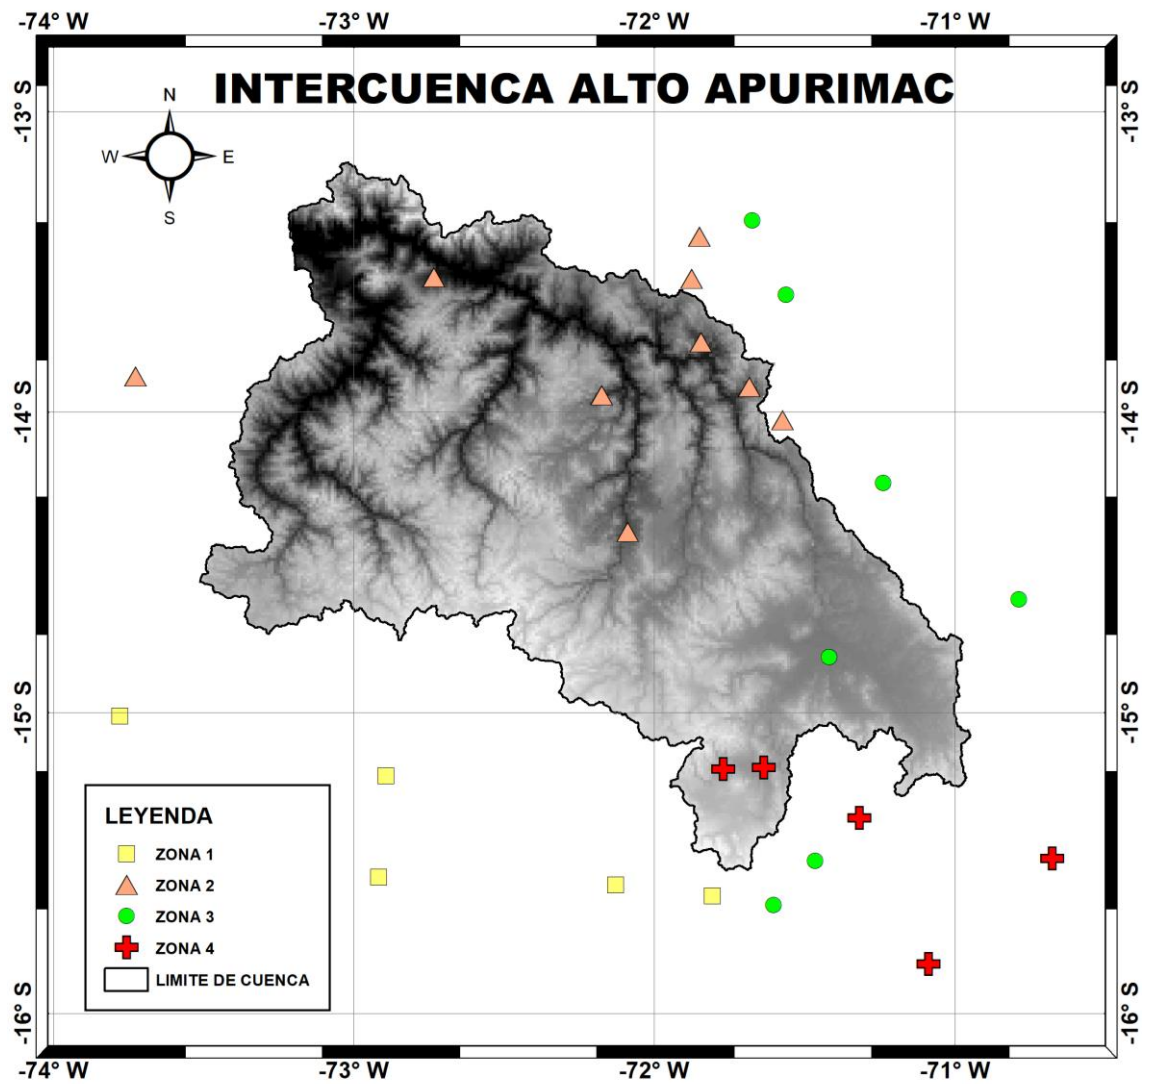 -74° W
-73° W
-72° W
-71° W
INTERCUENCA ALTO APURIMAC
-13° S
-13° S
N
W
E
S
-14° S
-14° S
-15° S
-15° S
LEYENDA
ZONA 1
ZONA 2
ZONA 3
ZONA 4
LIMITE DE CUENCA
-16° S
-16° S
-74° W
-73° W
-72° W
-71° W